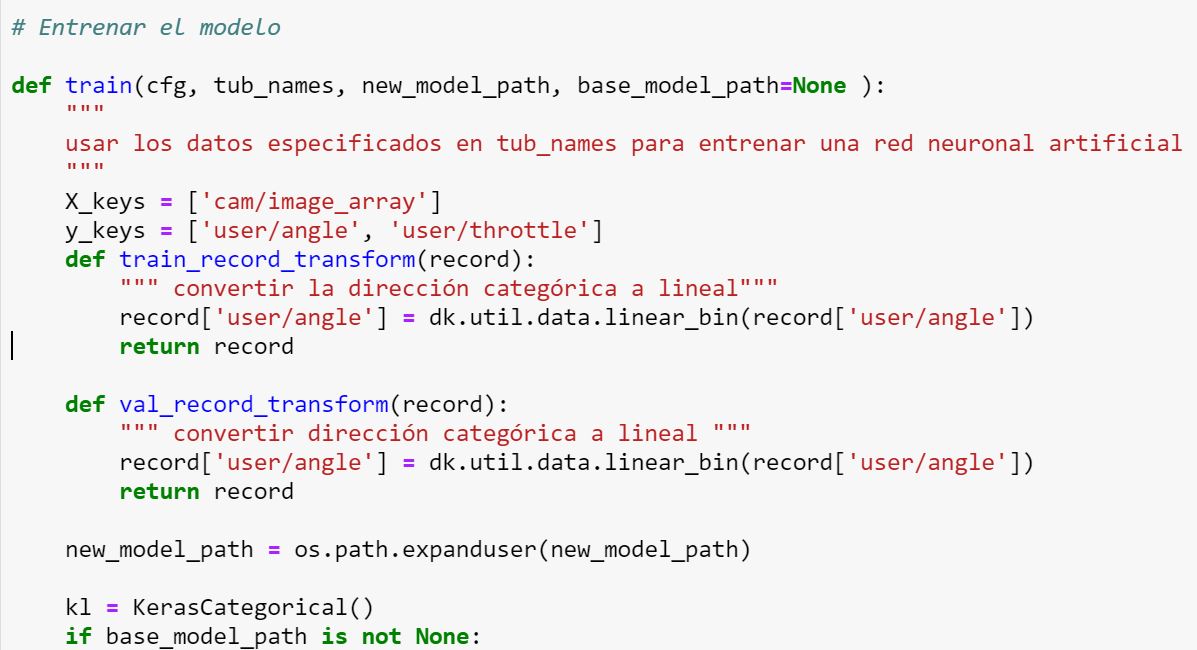 # Entrenar el modelo
def train(cfg, tub_names, new_model_path, base_model_path=None ):
    """
    usar los datos especificados en tub_names para entrenar una red neuronal artificial
    """
    X_keys = ['cam/image_array']
    y_keys = ['user/angle', 'user/throttle']
    def train_record_transform(record):
        """ convertir la dirección categórica a lineal"""
        record['user/angle'] = dk.util.data.linear_bin(record['user/angle'])
        return record
    def val_record_transform(record):
        """ convertir dirección categórica a lineal """
        record['user/angle'] = dk.util.data.linear_bin(record['user/angle'])
        return record
    new_model_path = os.path.expanduser(new_model_path)
    kl = KerasCategorical()
    if base_model_path is not None: